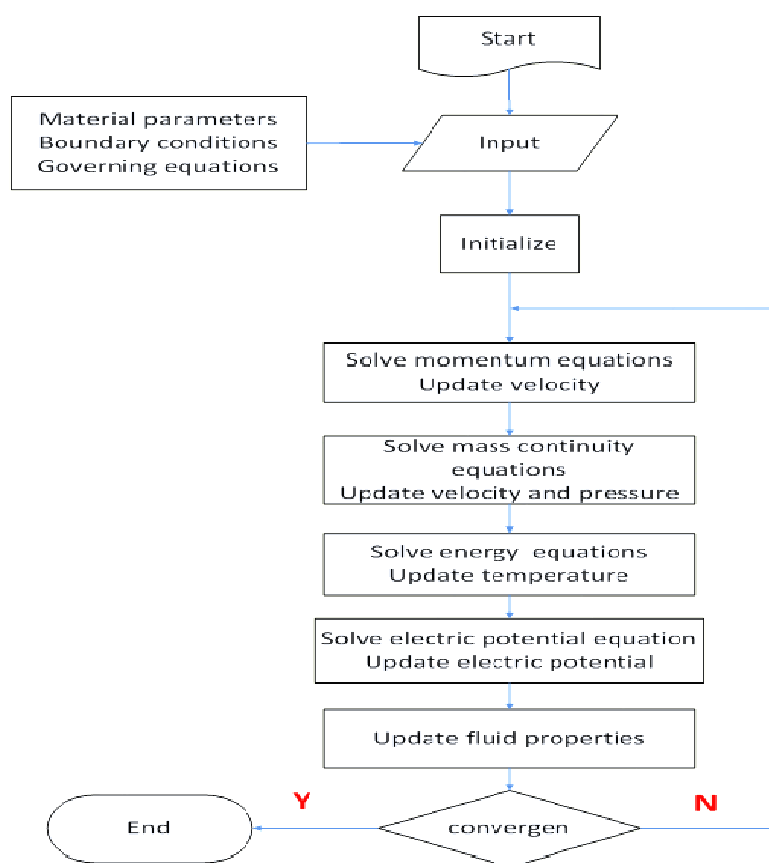 Start
Material parameters
Boundary conditions
Governing equations
Input
Initialize
Solve momentum equations
Update velocity
Solve mass continuity
equations
Update velocity and pressure
Solve energy equations
Update temperature
Solve electric potential equation
Update electric potential
Update fluid properties
Y
N
End
convergen